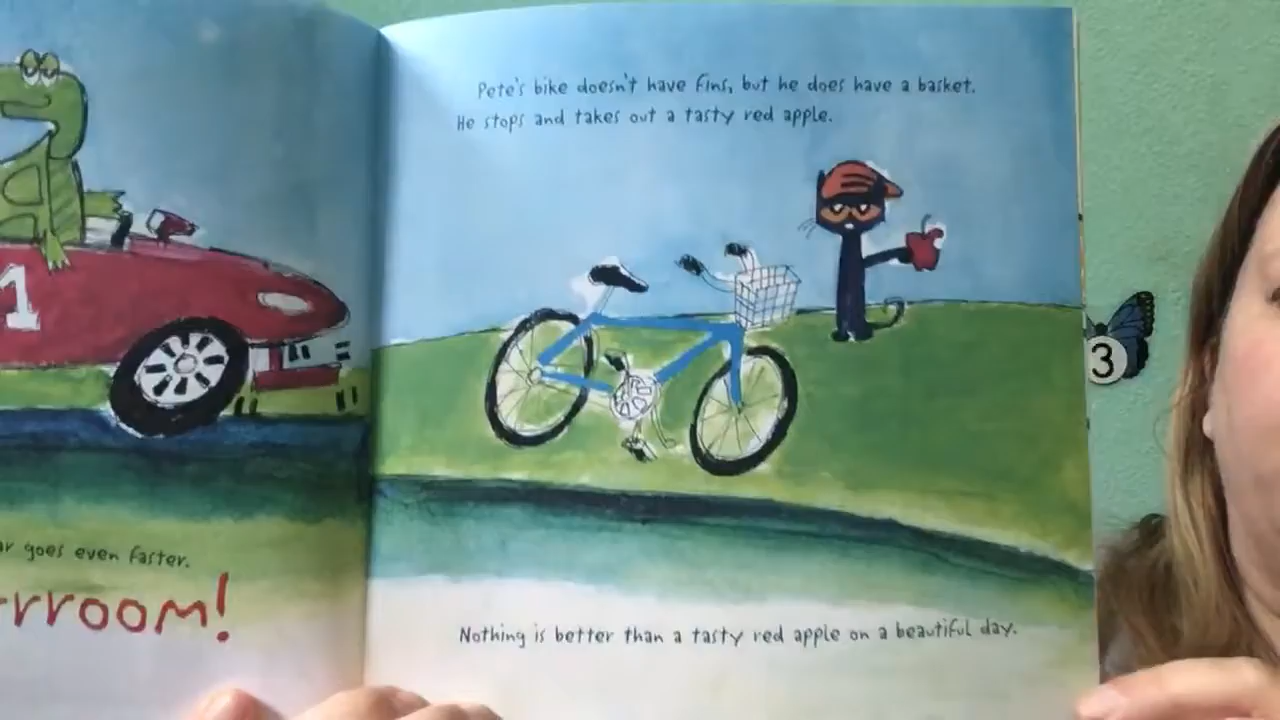 1
goes even faster.
rrroom!
Pete's bike doesn't have fins, but he does have a basket.
He stops and takes out a tasty red apple.
Nothing is better than a tasty red apple on a beautiful day.
3